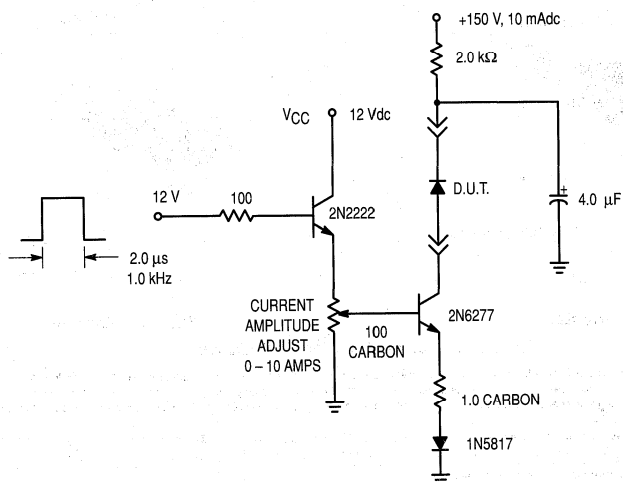 +150 V, 10 mAdc
2.0 kΩ
VCC
12 Vdc
+
4.0 μF
D.U.T.
12 V
100
2N2222
2.0 μs
1.0 kHz
CURRENT
AMPLITUDE
ADJUST
0 – 10 AMPS
100
CARBON
2N6277
1.0 CARBON
1N5817